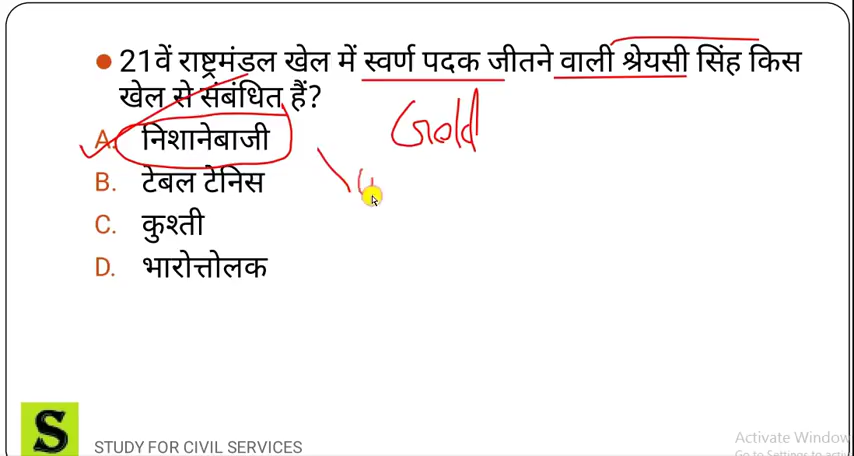 • 21वें राष्ट्रमंडल खेल में स्वर्ण पदक जीतने वाली श्रेयसी सिंह किस
खेल से संबंधित हैं?
A. निशानेबाजी
Gold
B. टेबल टेनिस
C. कुश्ती
D. भारोत्तोलक
S
STUDY FOR CIVIL SERVICES
Activate Window